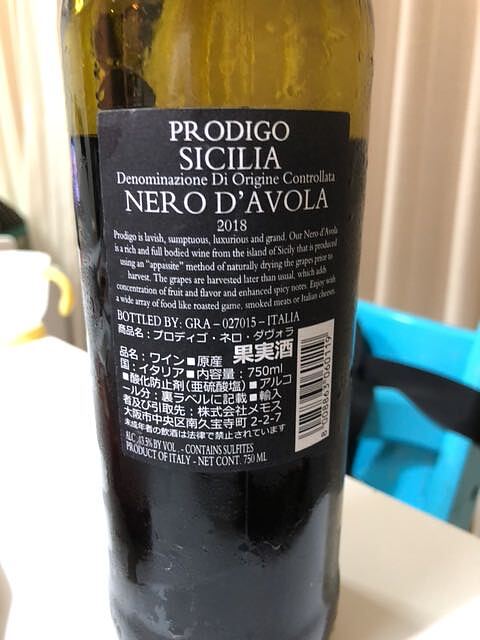 PRODIGO
SICILIA
Denominazione Di Origine Controllata
NERO D'AVOLA
2018
Prodigo is lavish, sumptuous, luxurious and grand. Our Nero d'Avola
is a rich and full bodied wine from the island of Sicily that is produced
using an "appasite" method of naturally drying the grapes prior to
harvest. The grapes are harvested later than usual, which adds
concentration of fruit and flavor and enhanced spicy notes. Enjoy with
a wide array of food like roasted game, smoked meats or Italian cheese.
BOTTLED BY: GRA – 027015 – ITALIA
商品名:プロディゴ・ネロ・ダヴォラ
品名:ワイン■原産 果実酒
国:イタリア■内容量:750ml
■酸化防止剤(亜硫酸塩)■アルコ
ール分:裏ラベルに記載■輸入
者及び引取先:株式会社メモス
大阪市中央区南久宝寺町2-2-7
未成年者の飲酒は法律で禁止されています
ALC. 13.5% BY VOL. - CONTAINS SULFITES
PRODUCT OF ITALY - NET CONT. 750 ML